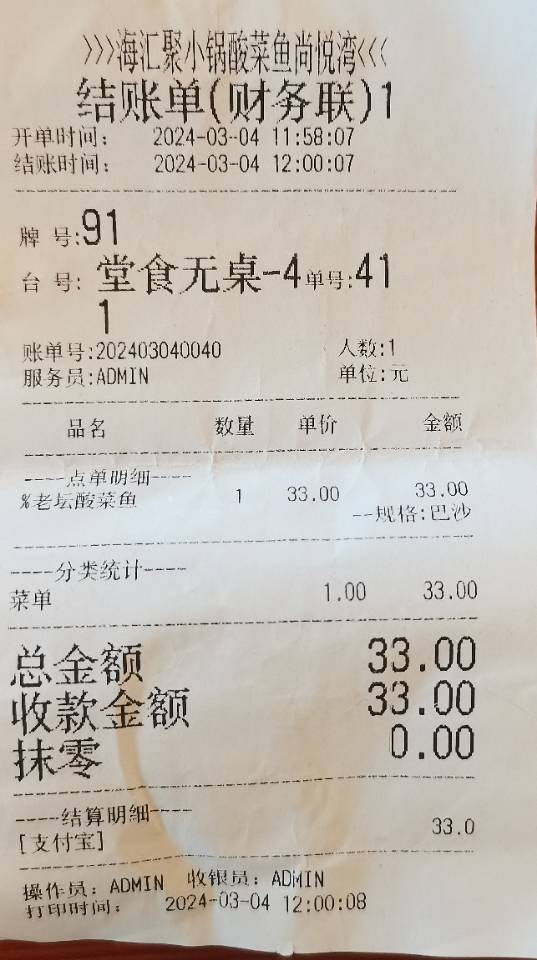 >>>海汇聚小锅酸菜鱼尚悦湾<<<
结账单(财务联)1
开单时间： 2024-03-04 11:58:07
结账时间： 2024-03-04 12:00:07
牌 号:91
台 号: 堂食无桌-4单号:41
1
账单号:202403040040 人数:1
服务员:ADMIN 单位:元
品名 数量 单价 金额
----点单明细----
%老坛酸菜鱼 1 33.00 33.00
--规格:巴沙
----分类统计----
菜单 1.00 33.00
总金额 33.00
收款金额 33.00
抹零 0.00
----结算明细----
[支付宝] 33.0
操作员: ADMIN 收银员: ADMIN
打印时间： 2024-03-04 12:00:08